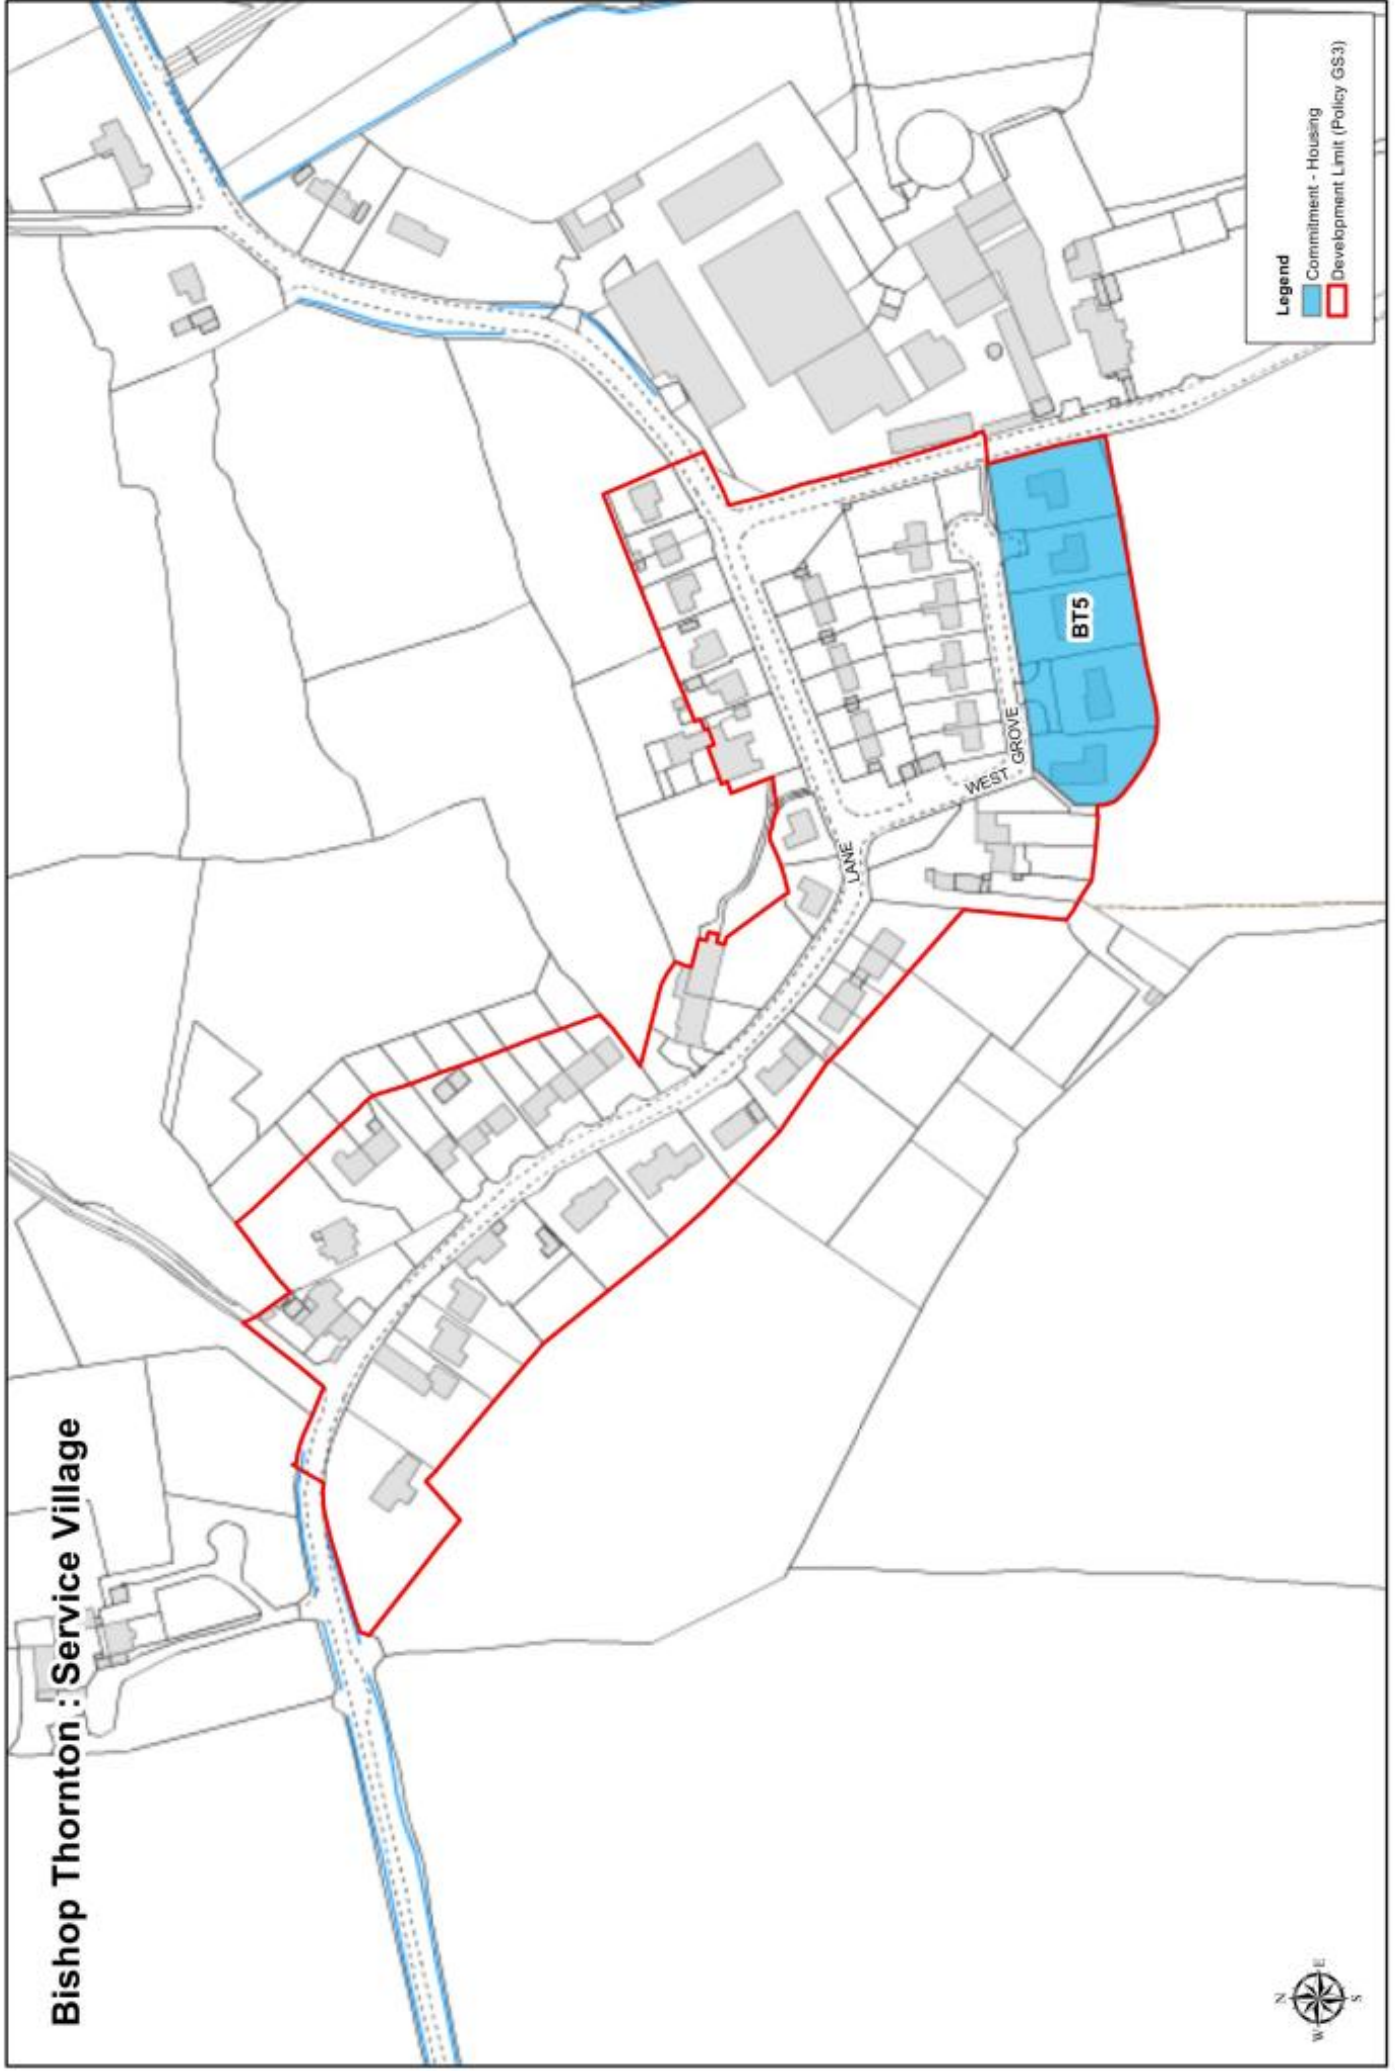 Bishop Thornton : Service Village
LANE
WEST GROVE
BT5
Legend
Commitment - Housing
Development Limit (Policy GS3)
N
W E
S